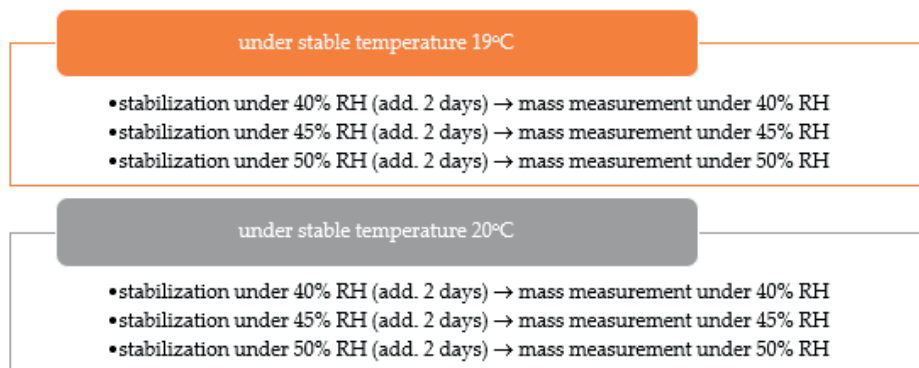 under stable temperature 19°C
•stabilization under 40% RH (add. 2 days) → mass measurement under 40% RH
•stabilization under 45% RH (add. 2 days) → mass measurement under 45% RH
•stabilization under 50% RH (add. 2 days) → mass measurement under 50% RH
under stable temperature 20°C
•stabilization under 40% RH (add. 2 days) → mass measurement under 40% RH
•stabilization under 45% RH (add. 2 days) → mass measurement under 45% RH
•stabilization under 50% RH (add. 2 days) → mass measurement under 50% RH